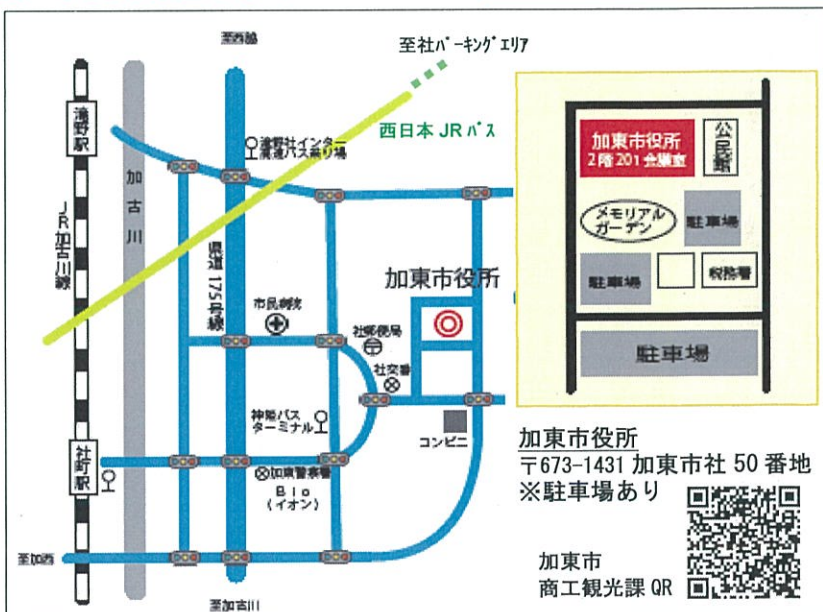 至西脇
至社パーキングエリア
西日本JRバス
滝野社インター
高速バス乗り場
滝野駅
JR加古川線
加古川
県道175号線
加東市役所
市民病院
社郵便局
社交番
神姫バス
ターミナル
コンビニ
社町駅
加東警察署
Bio
(イオン)
至加西
至加古川
加東市役所
2階201会議室
公民館
メモリアル
ガーデン
駐車場
駐車場
税務署
駐車場
加東市役所
〒673-1431 加東市社50番地
※駐車場あり
加東市
商工観光課QR